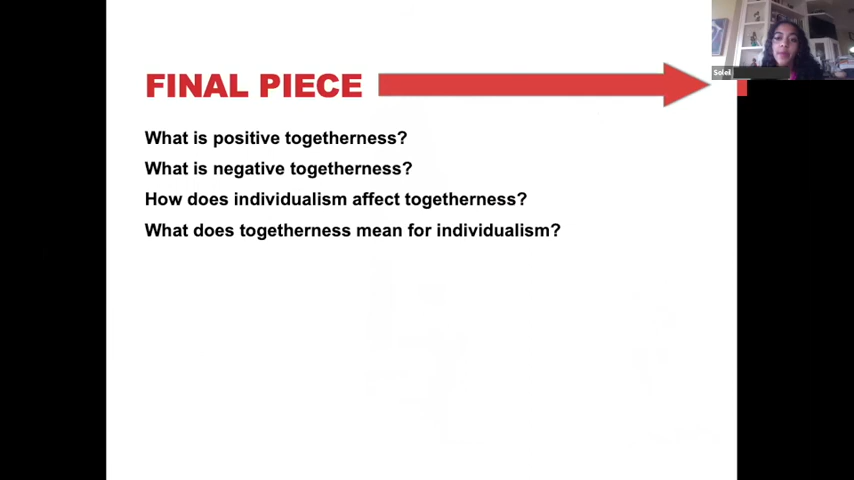 FINAL PIECE
What is positive togetherness?
What is negative togetherness?
How does individualism affect togetherness?
What does togetherness mean for individualism?
Soleil